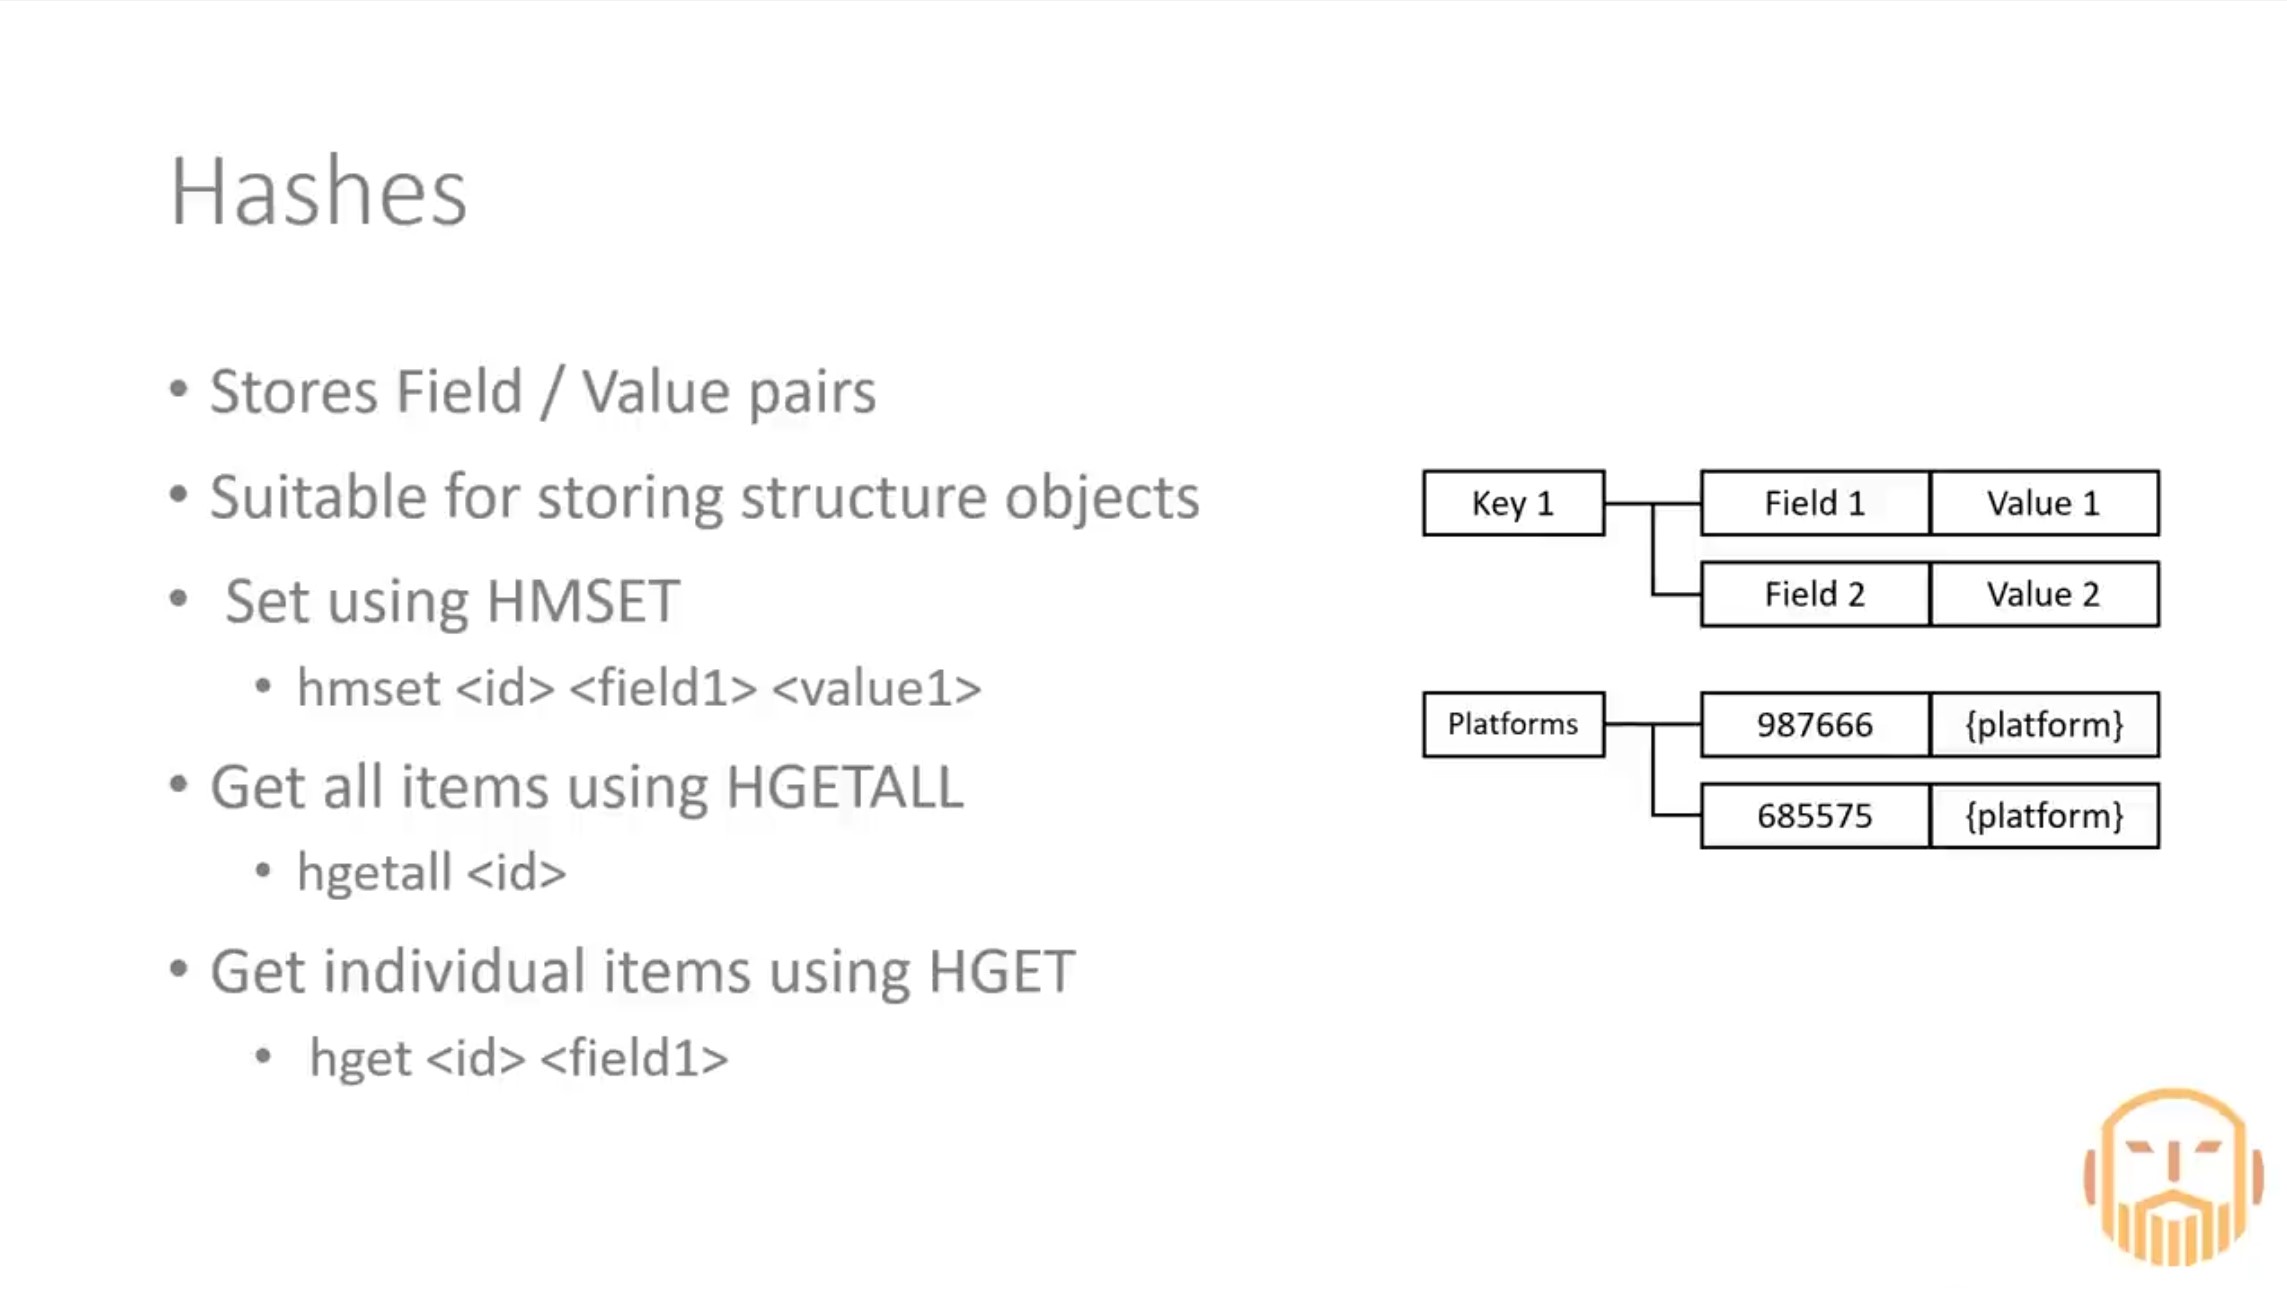 Hashes
• Stores Field / Value pairs
• Suitable for storing structure objects
• Set using HMSET
• hmset <id> <field1> <value1>
• Get all items using HGETALL
• hgetall <id>
• Get individual items using HGET
• hget <id> <field1>
Key 1 Field 1 Value 1
Field 2 Value 2
Platforms 987666 {platform}
685575 {platform}